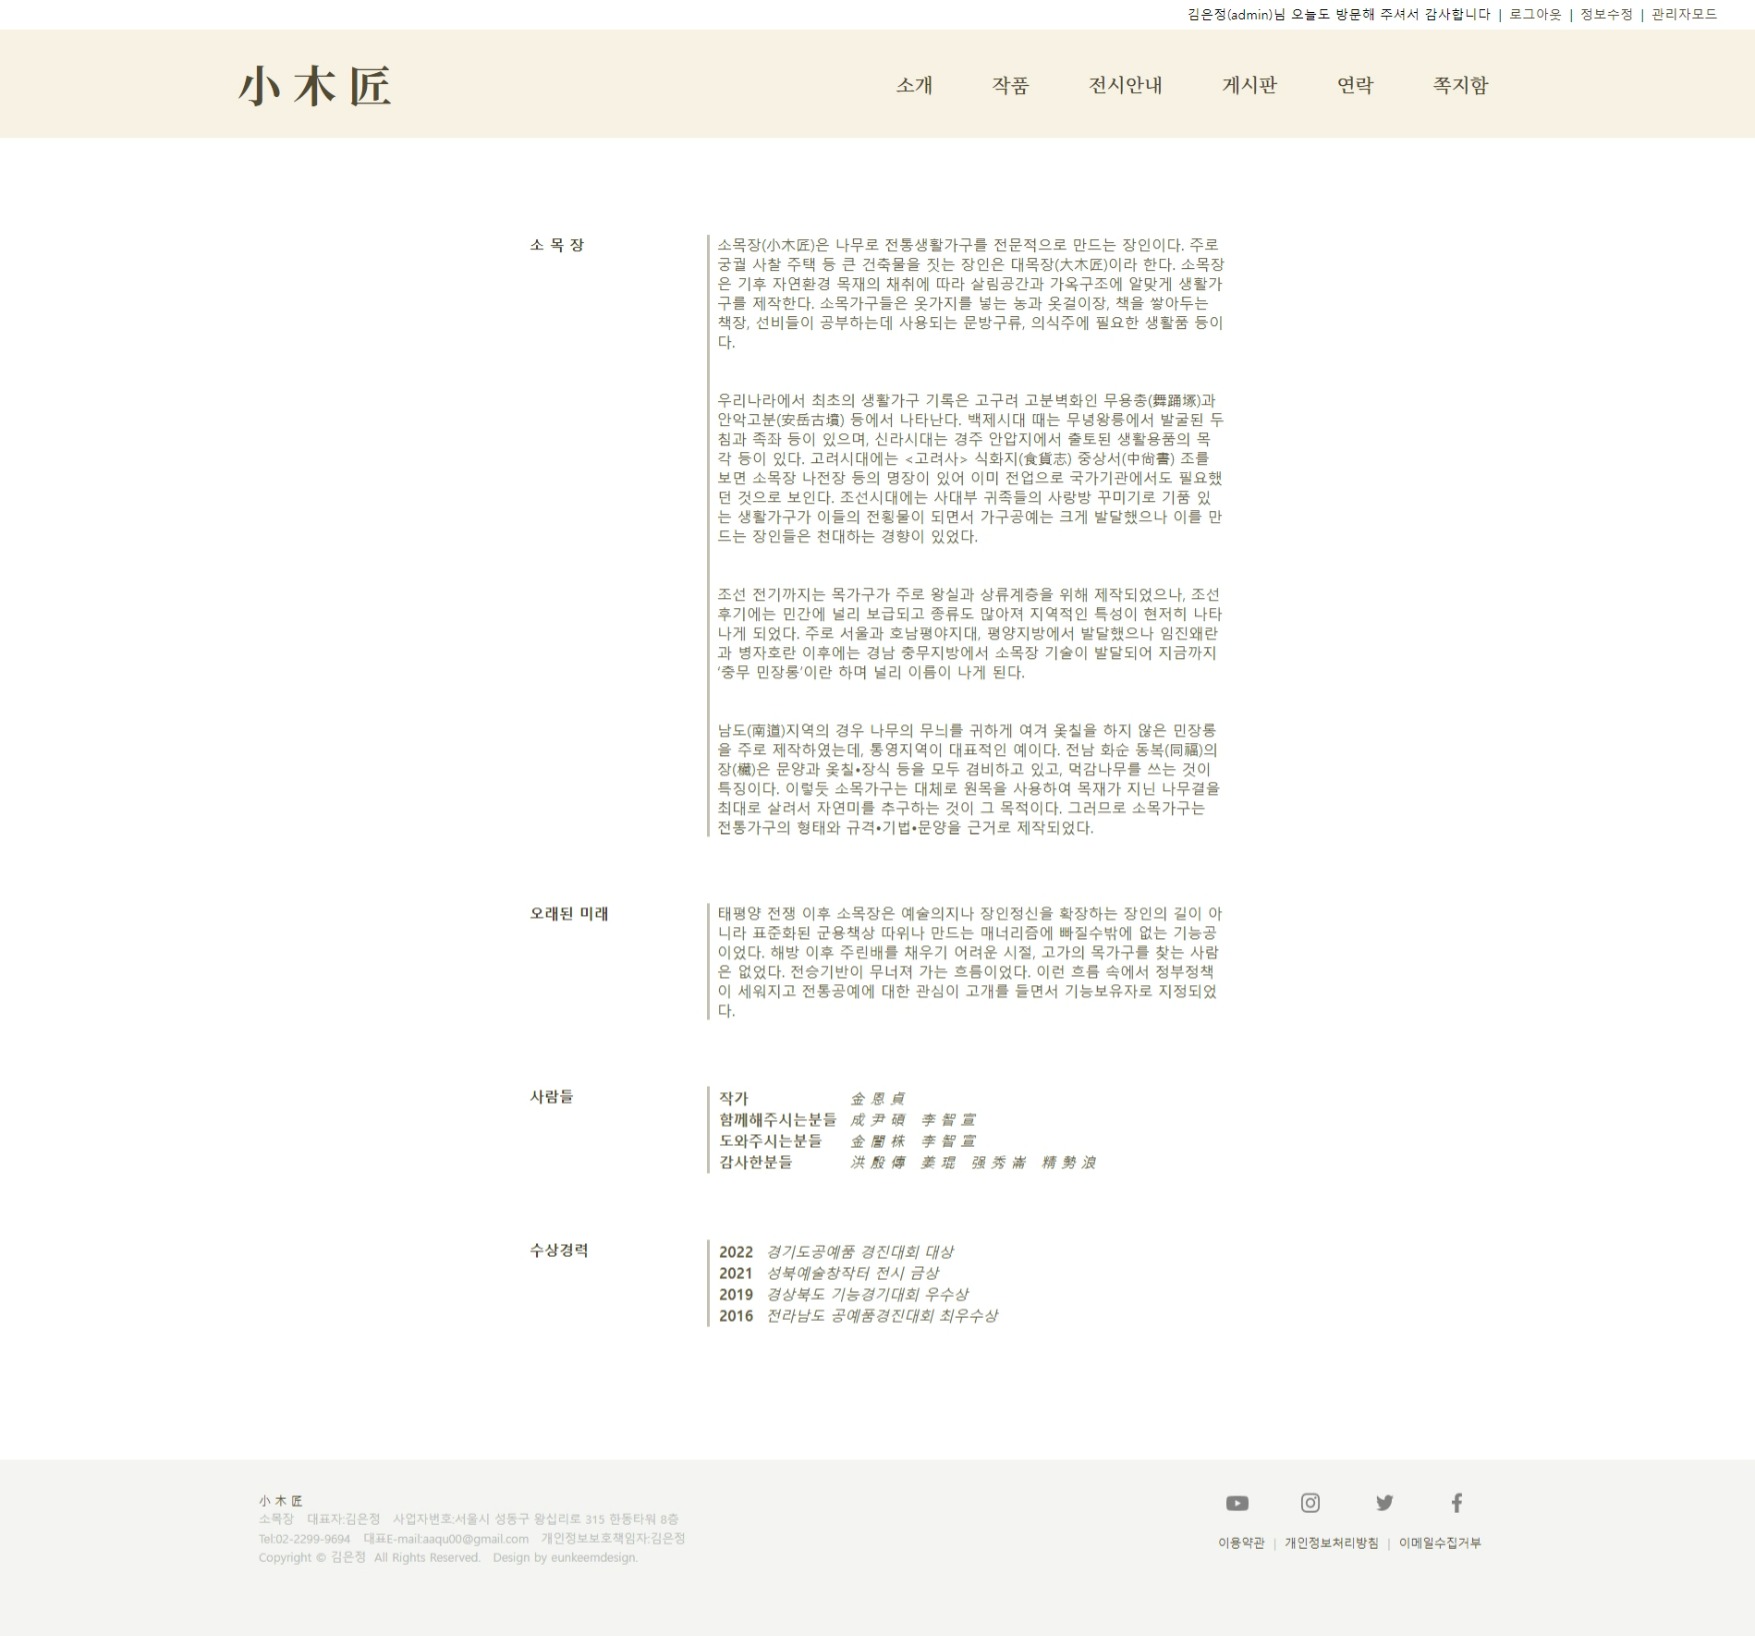 김은정(admin)님 오늘도 방문해 주셔서 감사합니다 | 로그아웃 | 정보수정 | 관리자모드
小木匠
소개 작품 전시안내 게시판 연락 쪽지함
소 목 장
소목장(小木匠)은 나무로 전통생활가구를 전문적으로 만드는 장인이다. 주로
궁궐 사찰 주택 등 큰 건축물을 짓는 장인은 대목장(大木匠)이라 한다. 소목장
은 기후 자연환경 목재의 채취에 따라 살림공간과 가옥구조에 알맞게 생활가
구를 제작한다. 소목가구들은 옷가지를 넣는 농과 옷걸이장, 책을 쌓아두는
책장, 선비들이 공부하는데 사용되는 문방구류, 의식주에 필요한 생활품 등이
다.
우리나라에서 최초의 생활가구 기록은 고구려 고분벽화인 무용총(舞踊塚)과
안악고분(安岳古墳) 등에서 나타난다. 백제시대 때는 무녕왕릉에서 발굴된 두
침과 족좌 등이 있으며, 신라시대는 경주 안압지에서 출토된 생활용품의 목
각 등이 있다. 고려시대에는 <고려사> 식화지(食貨志) 중상서(中尙書) 조를
보면 소목장 나전장 등의 명장이 있어 이미 전업으로 국가기관에서도 필요했
던 것으로 보인다. 조선시대에는 사대부 귀족들의 사랑방 꾸미기로 기품 있
는 생활가구가 이들의 전횡물이 되면서 가구공예는 크게 발달했으나 이를 만
드는 장인들은 천대하는 경향이 있었다.
조선 전기까지는 목가구가 주로 왕실과 상류계층을 위해 제작되었으나, 조선
후기에는 민간에 널리 보급되고 종류도 많아져 지역적인 특성이 현저히 나타
나게 되었다. 주로 서울과 호남평야지대, 평양지방에서 발달했으나 임진왜란
과 병자호란 이후에는 경남 충무지방에서 소목장 기술이 발달되어 지금까지
‘충무 민장롱’이란 하며 널리 이름이 나게 된다.
남도(南道)지역의 경우 나무의 무늬를 귀하게 여겨 옻칠을 하지 않은 민장롱
을 주로 제작하였는데, 통영지역이 대표적인 예이다. 전남 화순 동복(同福)의
장(欌)은 문양과 옻칠•장식 등을 모두 겸비하고 있고, 먹감나무를 쓰는 것이
특징이다. 이렇듯 소목가구는 대체로 원목을 사용하여 목재가 지닌 나무결을
최대로 살려서 자연미를 추구하는 것이 그 목적이다. 그러므로 소목가구는
전통가구의 형태와 규격•기법•문양을 근거로 제작되었다.
오래된 미래
태평양 전쟁 이후 소목장은 예술의지나 장인정신을 확장하는 장인의 길이 아
니라 표준화된 군용책상 따위나 만드는 매너리즘에 빠질수밖에 없는 기능공
이었다. 해방 이후 주린배를 채우기 어려운 시절, 고가의 목가구를 찾는 사람
은 없었다. 전승기반이 무너져 가는 흐름이었다. 이런 흐름 속에서 정부정책
이 세워지고 전통공예에 대한 관심이 고개를 들면서 기능보유자로 지정되었
다.
사람들
작가 金 恩 貞
함께해주시는분들 成 尹 碩 李 智 宣
도와주시는분들 金 誾 株 李 智 宣
감사한분들 洪 殷 傳 姜 琨 强 秀 崙 精 勢 浪
수상경력
2022 경기도공예품 경진대회 대상
2021 성북예술창작터 전시 금상
2019 경상북도 기능경기대회 우수상
2016 전라남도 공예품경진대회 최우수상
小 木 匠
소목장 대표자:김은정 사업자번호:서울시 성동구 왕십리로 315 한동타워 8층
Tel:02-2299-9694 대표E-mail:aaqu00@gmail.com 개인정보보호책임자:김은정
Copyright © 김은정 All Rights Reserved. Design by eunkeemdesign.
이용약관 | 개인정보처리방침 | 이메일수집거부